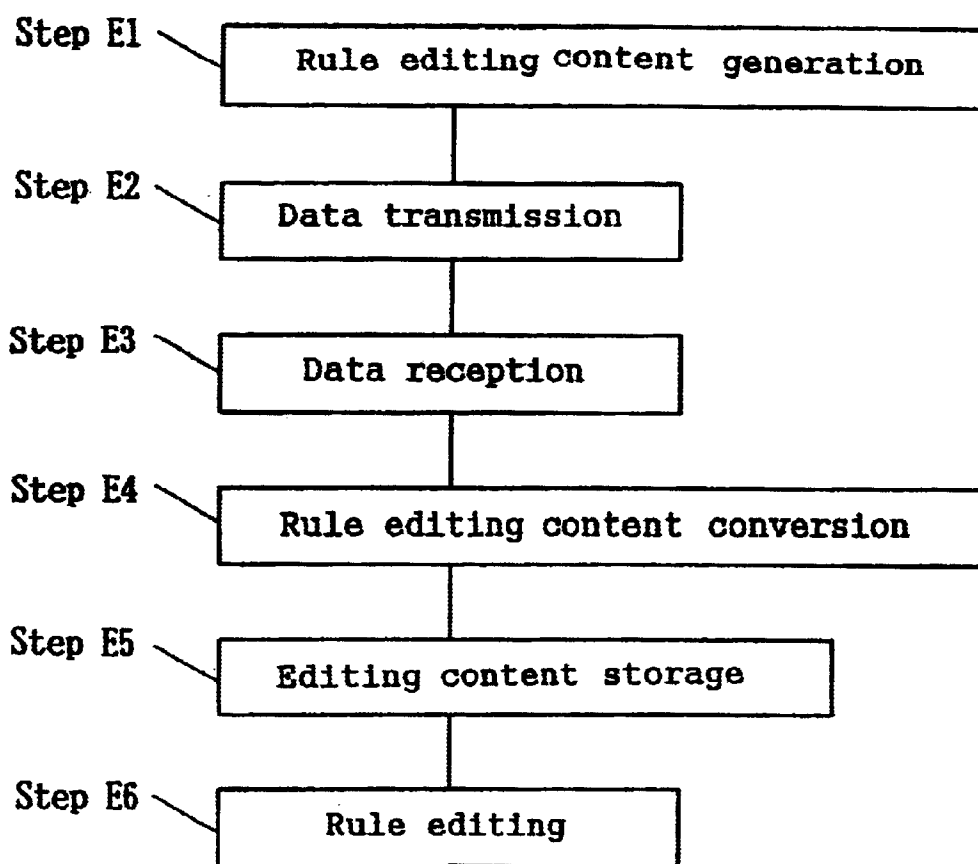 Step E1
Rule editing content generation
Step E2
Data transmission
Step E3
Data reception
Step E4
Rule editing content conversion
Step E5
Editing content storage
Step E6
Rule editing